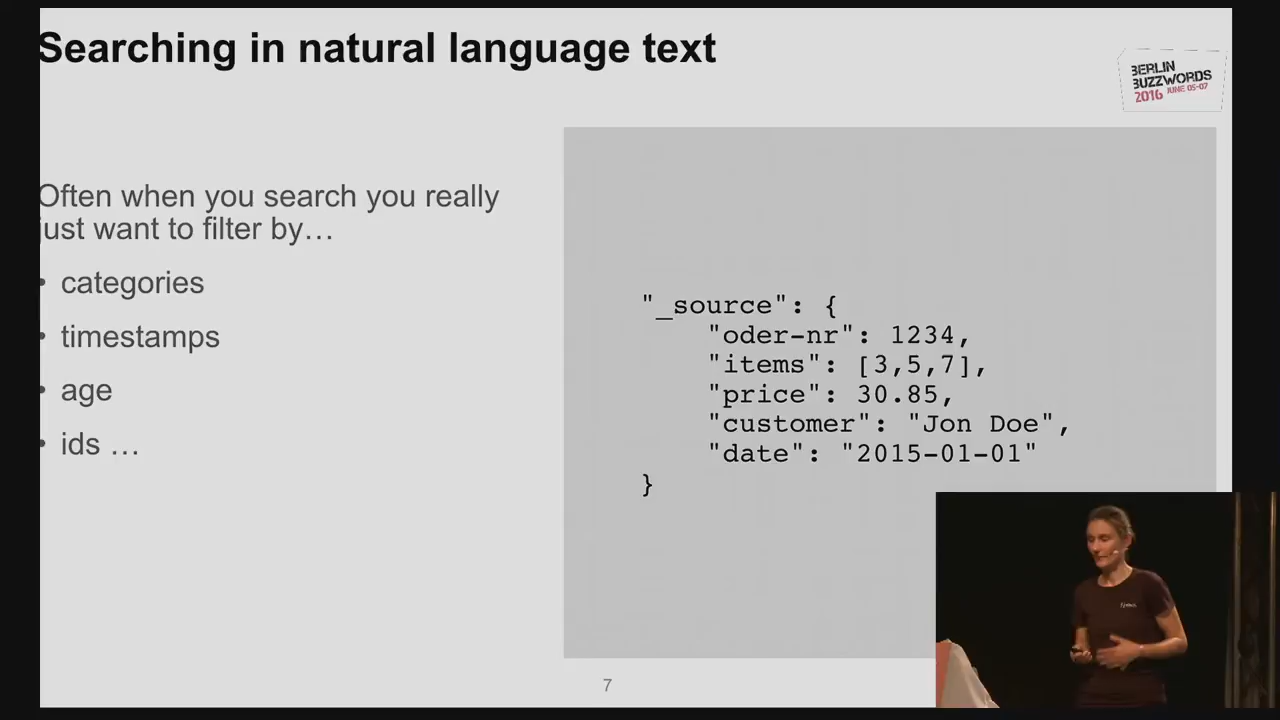 Searching in natural language text
BERLIN
BUZZWORDS
2016 JUNE 05-07
Often when you search you really
just want to filter by…
• categories
• timestamps
• age
• ids …
"_source": {
"oder-nr": 1234,
"items": [3,5,7],
"price": 30.85,
"customer": "Jon Doe",
"date": "2015-01-01"
}
7